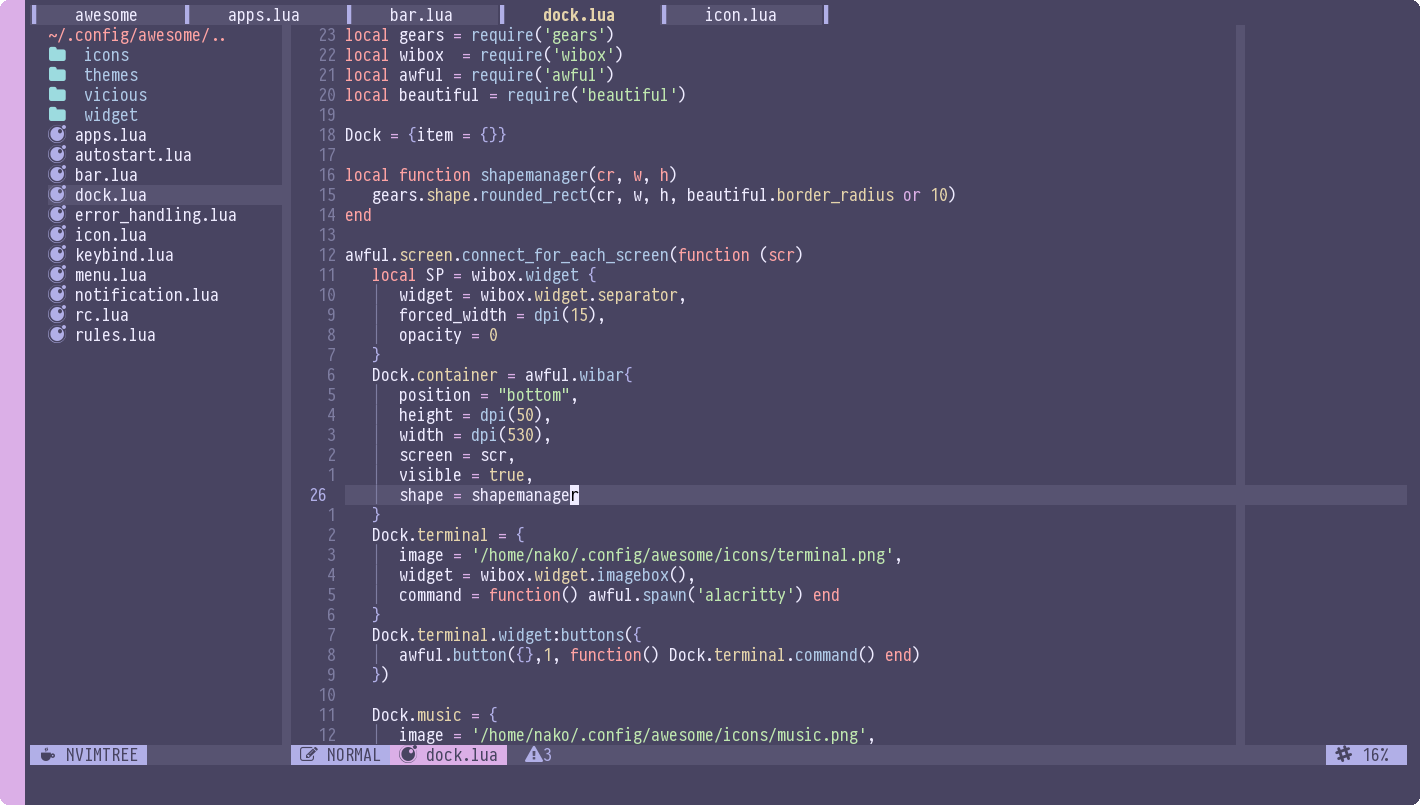 awesome apps.lua bar.lua dock.lua icon.lua
~/.config/awesome/..
icons
themes
vicious
widget
apps.lua
autostart.lua
bar.lua
dock.lua
error_handling.lua
icon.lua
keybind.lua
menu.lua
notification.lua
rc.lua
rules.lua
23 local gears = require('gears')
22 local wibox  = require('wibox')
21 local awful = require('awful')
20 local beautiful = require('beautiful')
19
18 Dock = {item = {}}
17
16 local function shapemanager(cr, w, h)
15    gears.shape.rounded_rect(cr, w, h, beautiful.border_radius or 10)
14 end
13
12 awful.screen.connect_for_each_screen(function (scr)
11    local SP = wibox.widget {
10       widget = wibox.widget.separator,
9       forced_width = dpi(15),
8       opacity = 0
7    }
6    Dock.container = awful.wibar{
5       position = "bottom",
4       height = dpi(50),
3       width = dpi(530),
2       screen = scr,
1       visible = true,
26       shape = shapemanager
1    }
2    Dock.terminal = {
3       image = '/home/nako/.config/awesome/icons/terminal.png',
4       widget = wibox.widget.imagebox(),
5       command = function() awful.spawn('alacritty') end
6    }
7    Dock.terminal.widget:buttons({
8       awful.button({},1, function() Dock.terminal.command() end)
9    })
10
11    Dock.music = {
12       image = '/home/nako/.config/awesome/icons/music.png',
NVIMTREE NORMAL dock.lua 3 16%